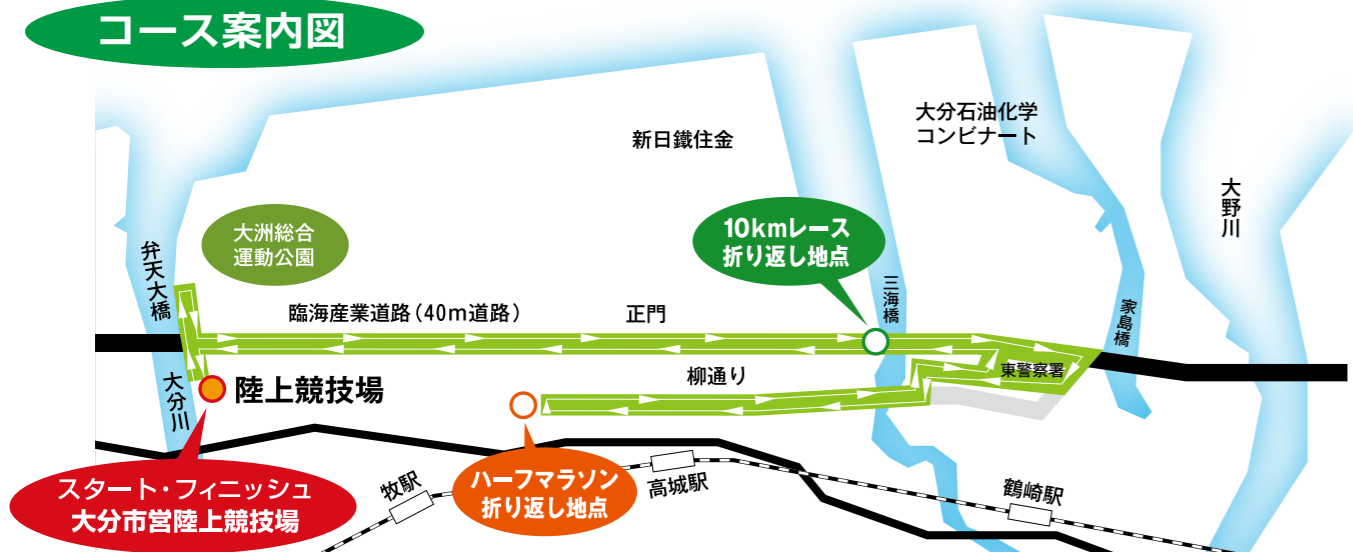 コース案内図
新日鐵住金
大分石油化学
コンビナート
大野川
大洲総合
運動公園
10kmレース
折り返し地点
弁天大橋
臨海産業道路(40m道路)
正門
三海橋
家島橋
大分川
陸上競技場
柳通り
東警察署
スタート・フィニッシュ
大分市営陸上競技場
牧駅
ハーフマラソン
折り返し地点
高城駅
鶴崎駅